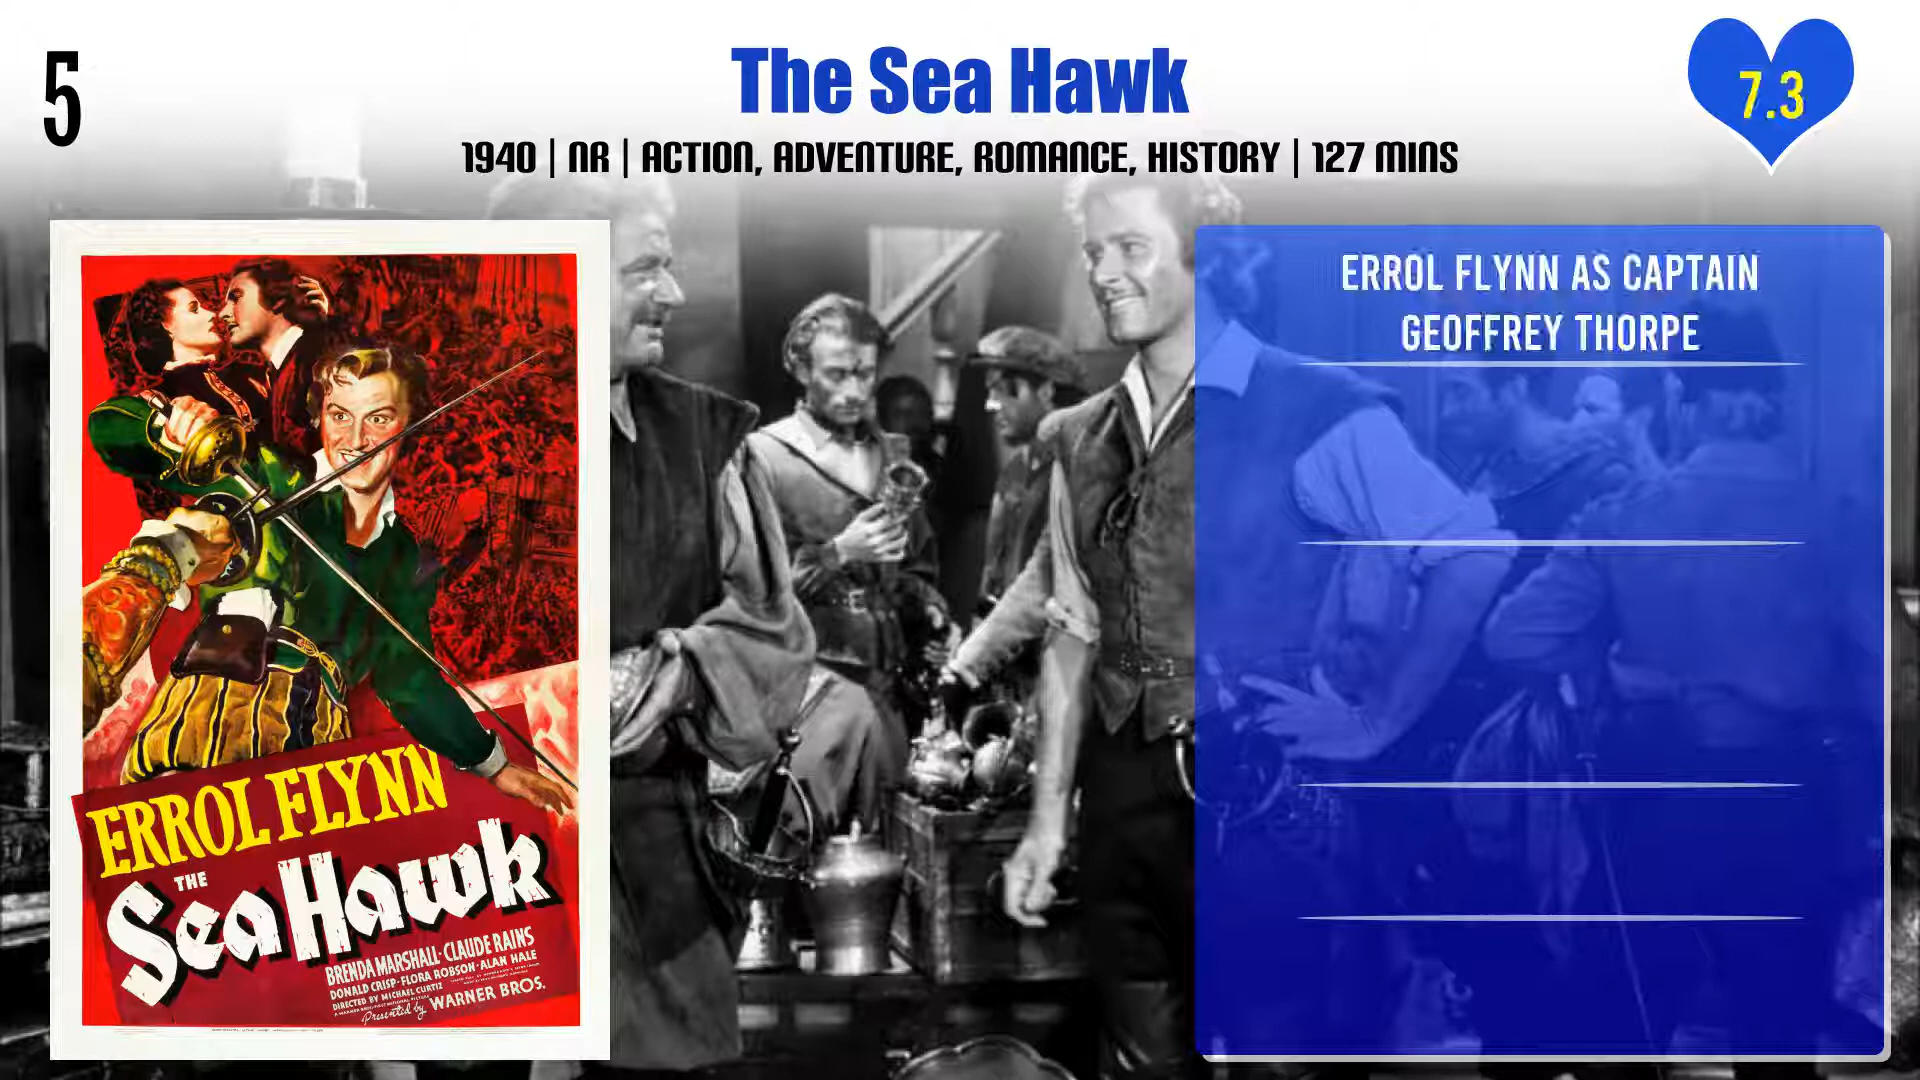 5
The Sea Hawk
7.3
1940 | NR | ACTION, ADVENTURE, ROMANCE, HISTORY | 127 MINS
ERROL FLYNN AS CAPTAIN
GEOFFREY THORPE
ERROL FLYNN
THE
Sea Hawk
BRENDA MARSHALL · CLAUDE RAINS
DONALD CRISP · FLORA ROBSON · ALAN HALE
DIRECTED BY MICHAEL CURTIZ
Presented by WARNER BROS.